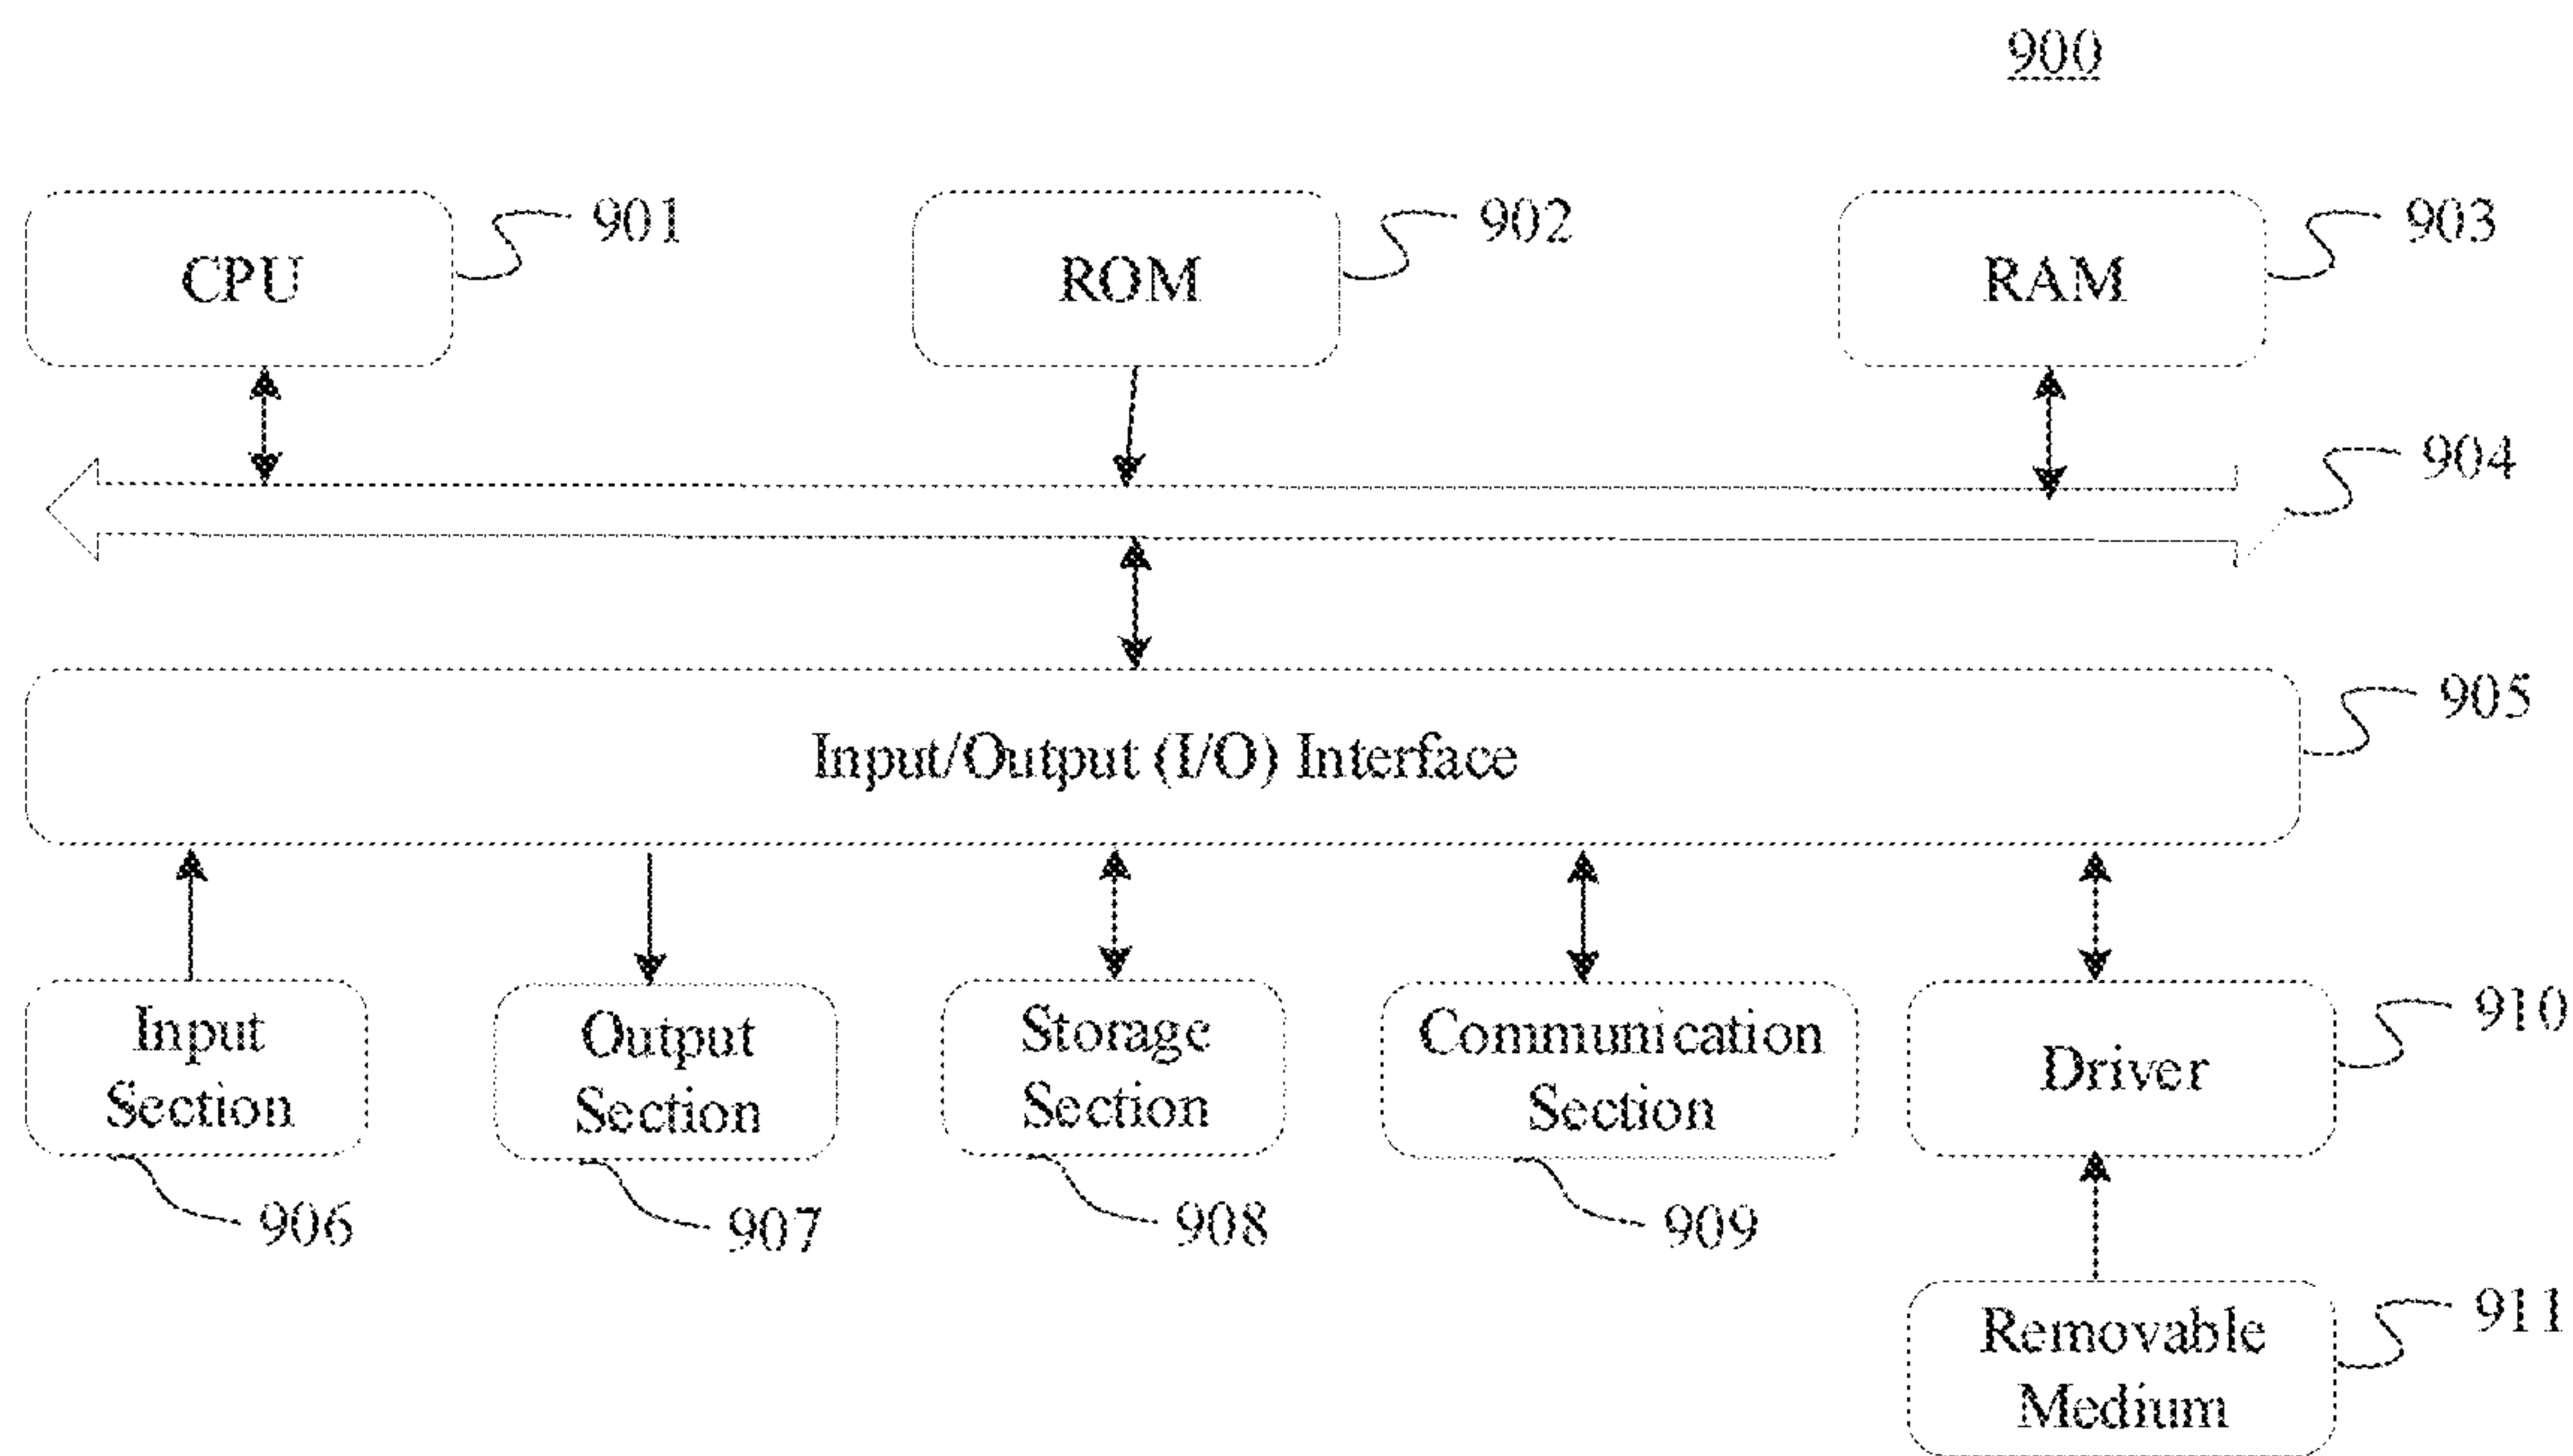 900
CPU
901
ROM
902
RAM
903
904
Input/Output (I/O) Interface
905
Input
Section
906
Output
Section
907
Storage
Section
908
Communication
Section
909
Driver
910
Removable
Medium
911